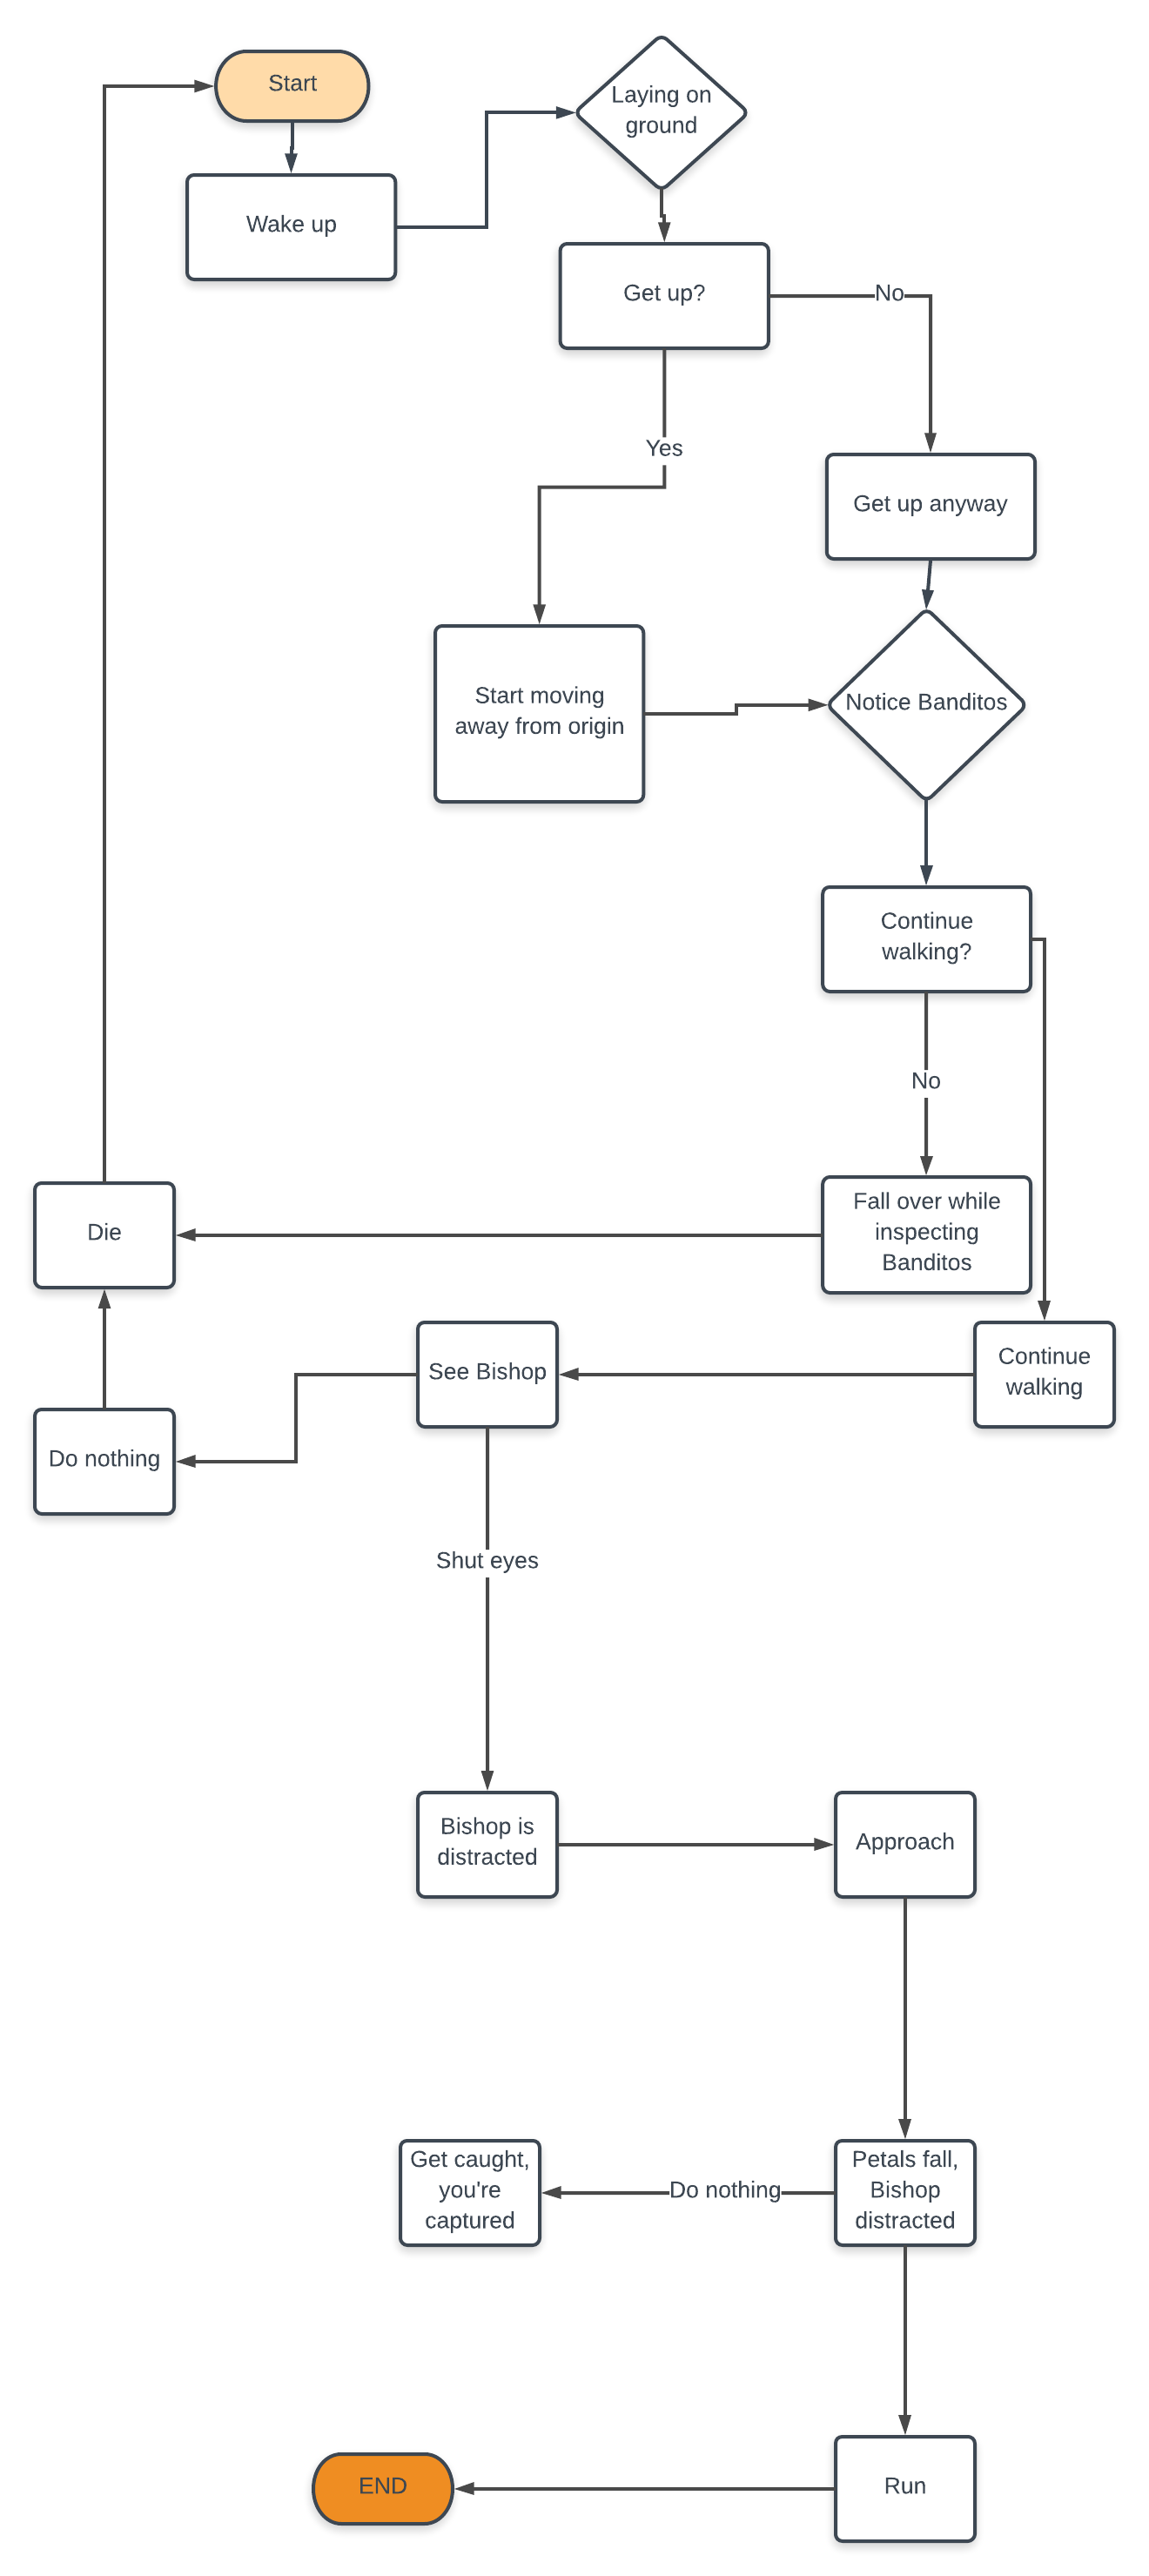 Start
Laying on
ground
Wake up
Get up?
No
Yes
Get up anyway
Start moving
away from origin
Notice Banditos
Continue
walking?
No
Fall over while
inspecting
Banditos
Die
See Bishop
Continue
walking
Do nothing
Shut eyes
Bishop is
distracted
Approach
Get caught,
you're
captured
Do nothing
Petals fall,
Bishop
distracted
END
Run